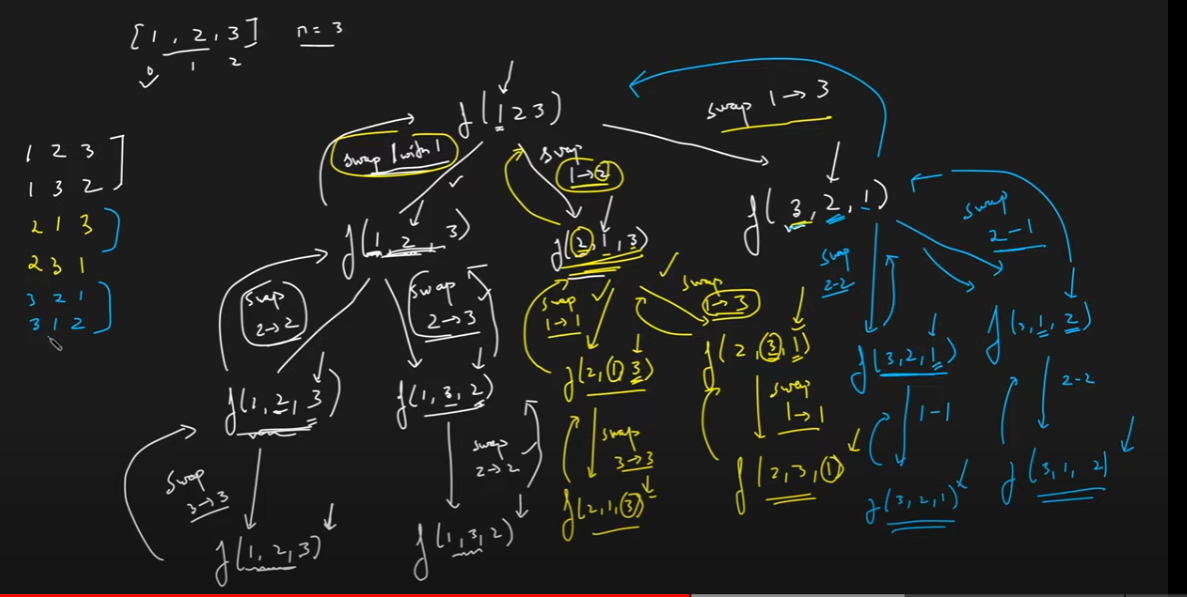 [1, 2, 3] n = 3
0 1 2
f(1 2 3)
swap 1 → 3
swap 1 with 1
swap
1→2
1 2 3
1 3 2
2 1 3
2 3 1
3 2 1
3 1 2
f(1, 2, 3)
f(2, 1, 3)
f(3, 2, 1)
swap
2→2
swap
2→3
swap
1→1
swap
1→3
swap
2-2
swap
2-1
f(1, 2, 3)
f(1, 3, 2)
f(2, 1 3)
f(2, 3, 1)
f(3, 2, 1)
f(3, 1, 2)
swap
3→3
swap
2→2
swap
3→3
swap
1→1
1-1
2-2
f(1, 2, 3)
f(1, 3, 2)
f(2, 1, 3)
f(2, 3, 1)
f(3, 2, 1)
f(3, 1, 2)